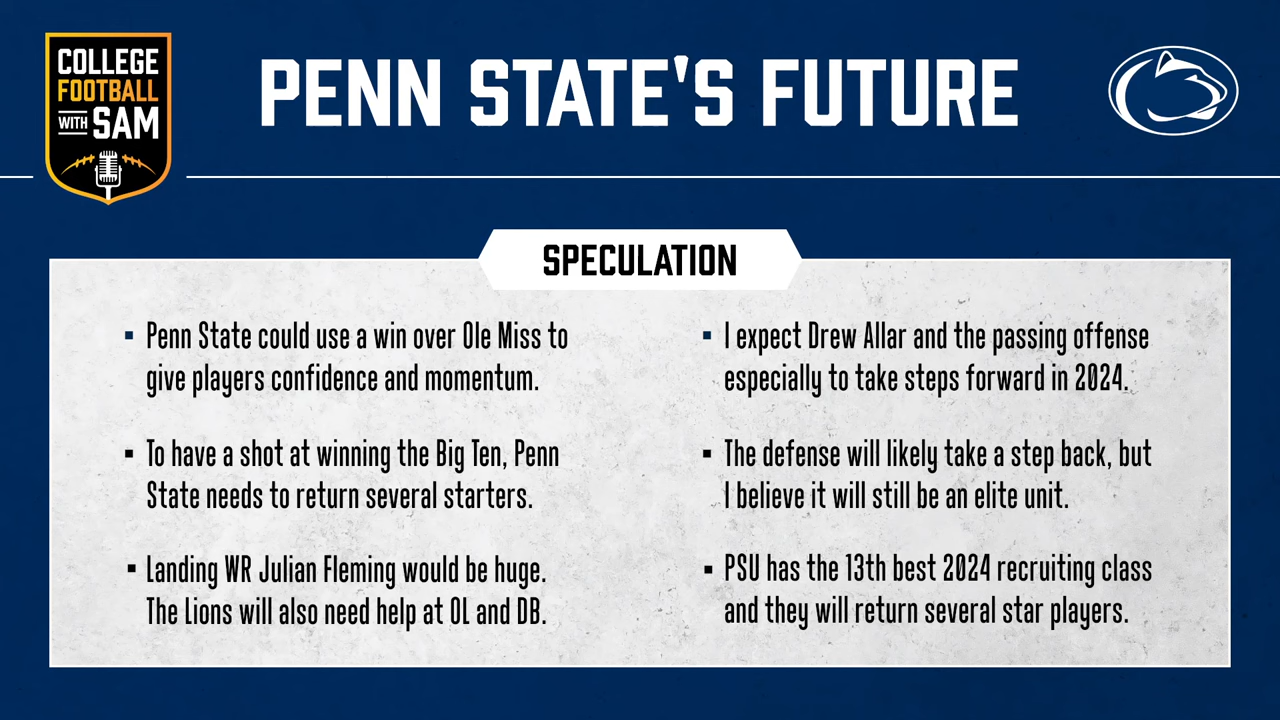 COLLEGE
FOOTBALL
WITH SAM
PENN STATE'S FUTURE
SPECULATION
▪ Penn State could use a win over Ole Miss to
give players confidence and momentum.
▪ To have a shot at winning the Big Ten, Penn
State needs to return several starters.
▪ Landing WR Julian Fleming would be huge.
The Lions will also need help at OL and DB.
▪ I expect Drew Allar and the passing offense
especially to take steps forward in 2024.
▪ The defense will likely take a step back, but
I believe it will still be an elite unit.
▪ PSU has the 13th best 2024 recruiting class
and they will return several star players.